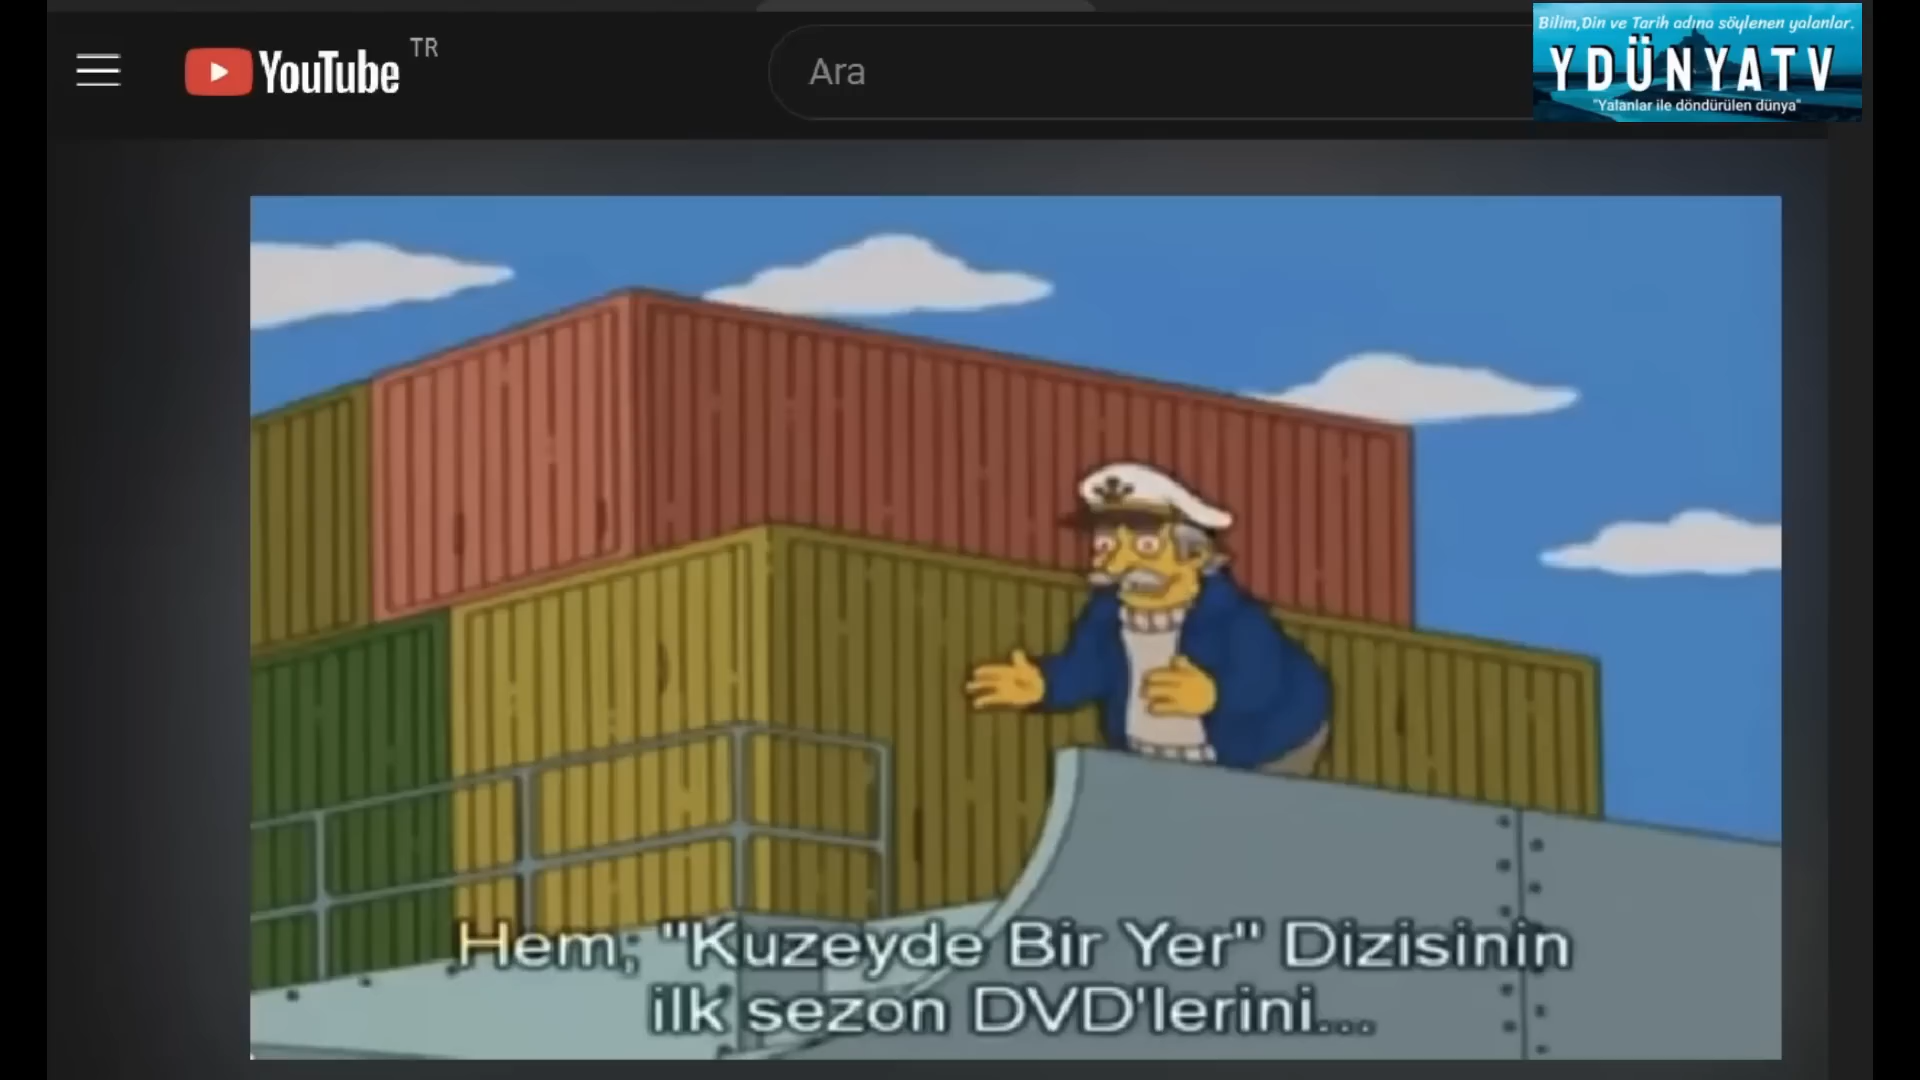 YouTube TR
Ara
Bilim,Din ve Tarih adına söylenen yalanlar.
YDÜNYATV
"Yalanlar ile döndürülen dünya"
Hem; "Kuzeyde Bir Yer" Dizisinin
ilk sezon DVD'lerini...